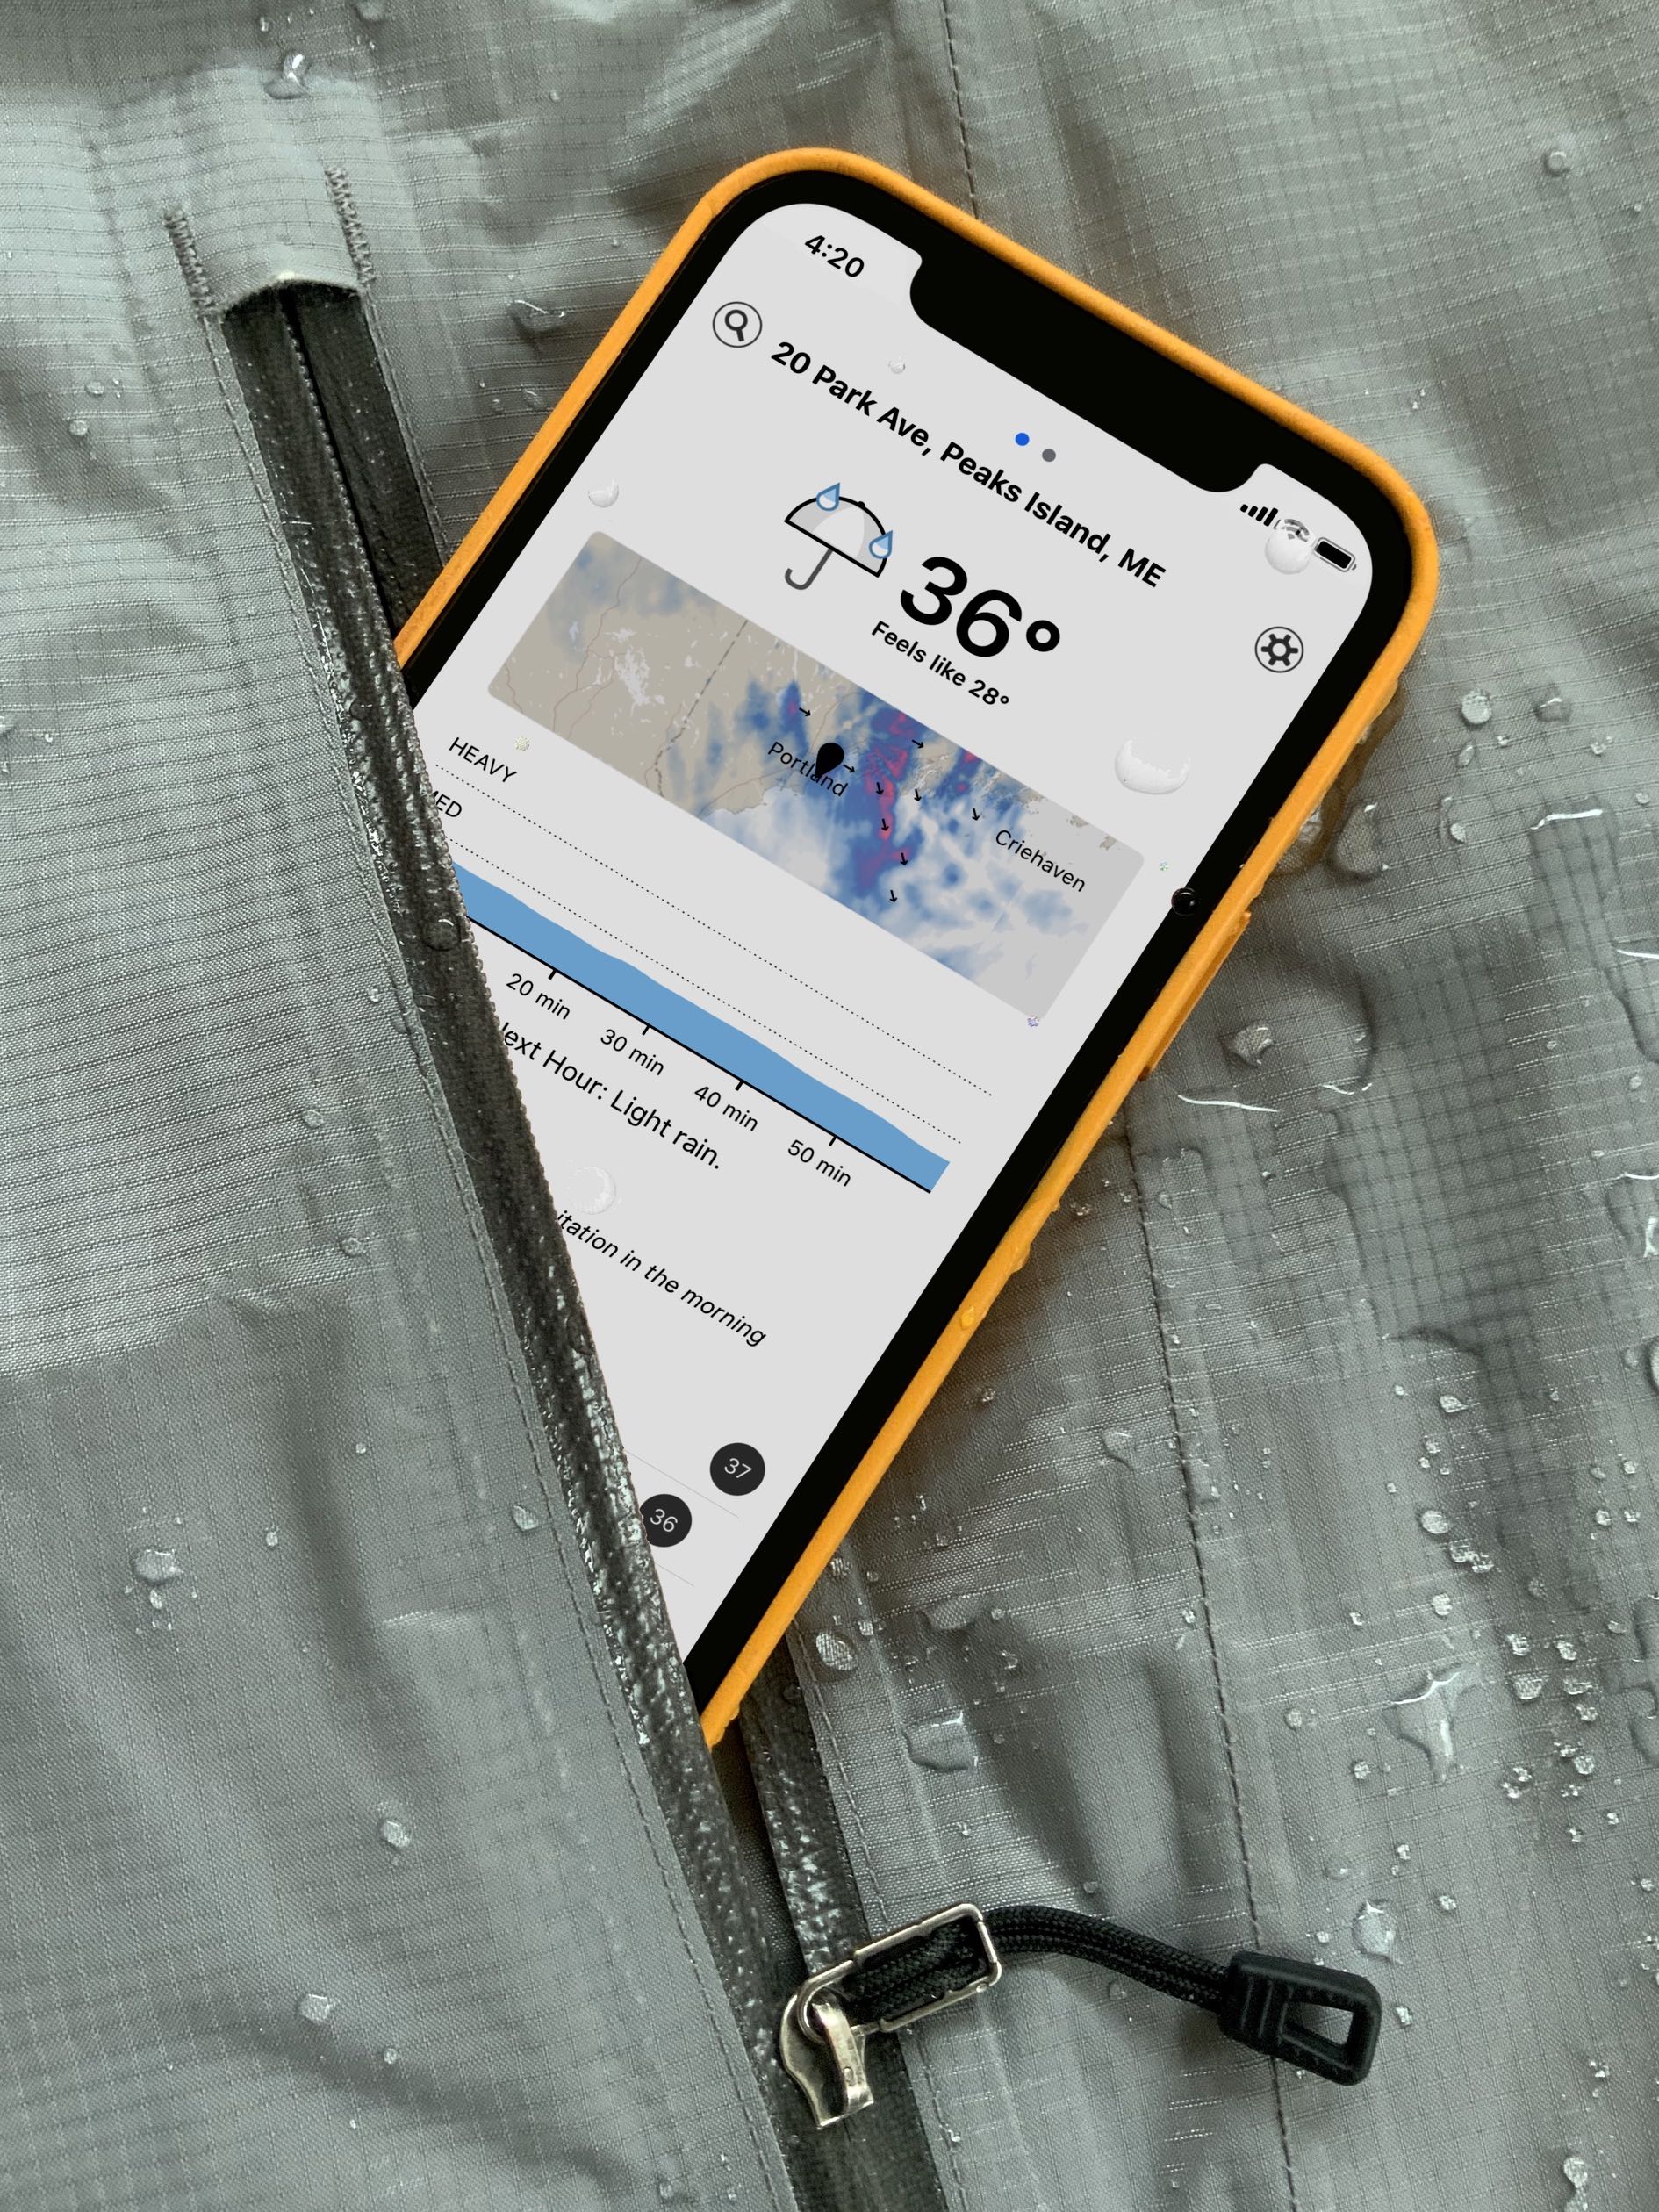 4:20
20 Park Ave, Peaks Island, ME
36°
Feels like 28°
Portland
Criehaven
HEAVY
MED
20 min
30 min
40 min
50 min
Next Hour: Light rain.
itation in the morning
37
36